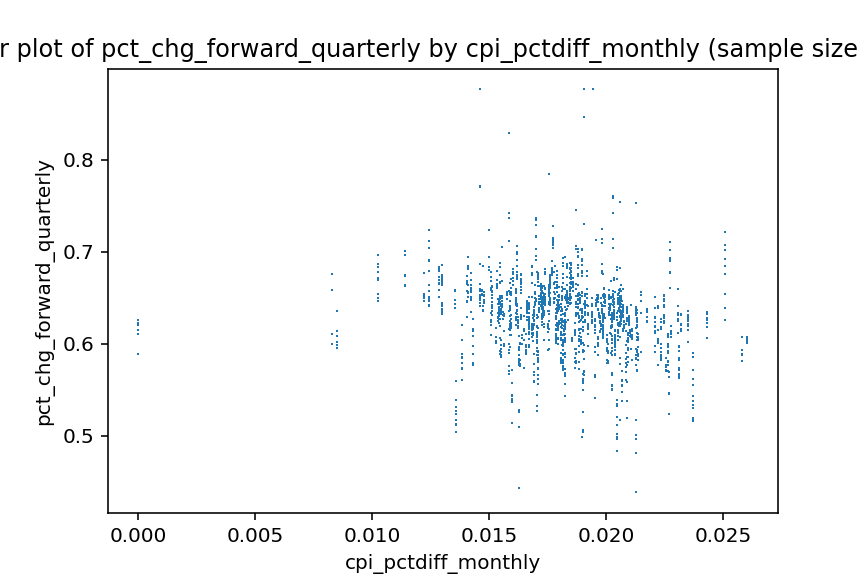 r plot of pct_chg_forward_quarterly by cpi_pctdiff_monthly (sample size
0.8
0.7
0.6
0.5
pct_chg_forward_quarterly
0.000 0.005 0.010 0.015 0.020 0.025
cpi_pctdiff_monthly